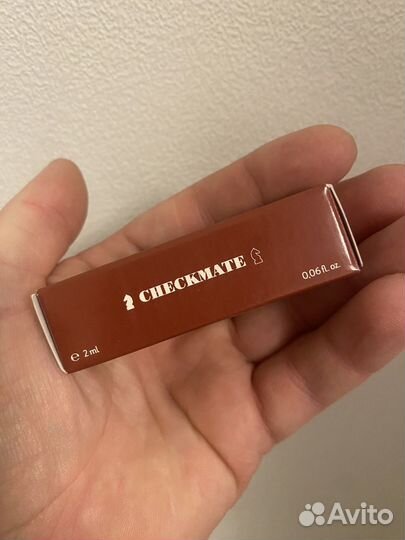 CHECKMATE
℮ 2 ml
0.06 fl. oz.
Avito